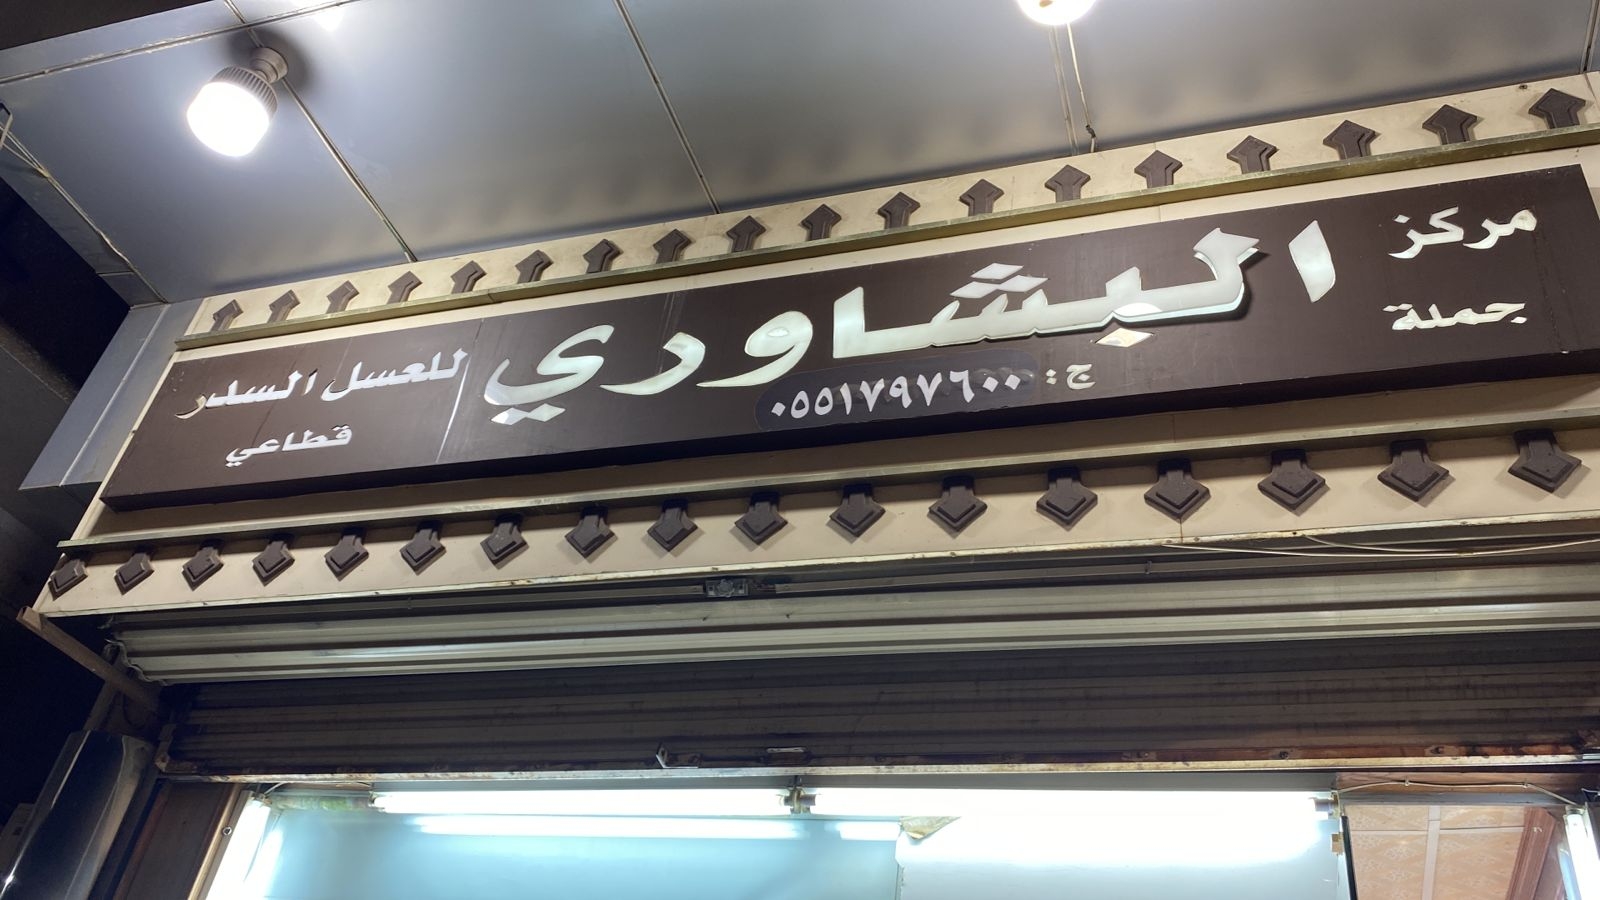 مركز البشاوري للعسل السدر
جملة قطاعي
ج: ٠٥٥١٧٩٧٦٠٠